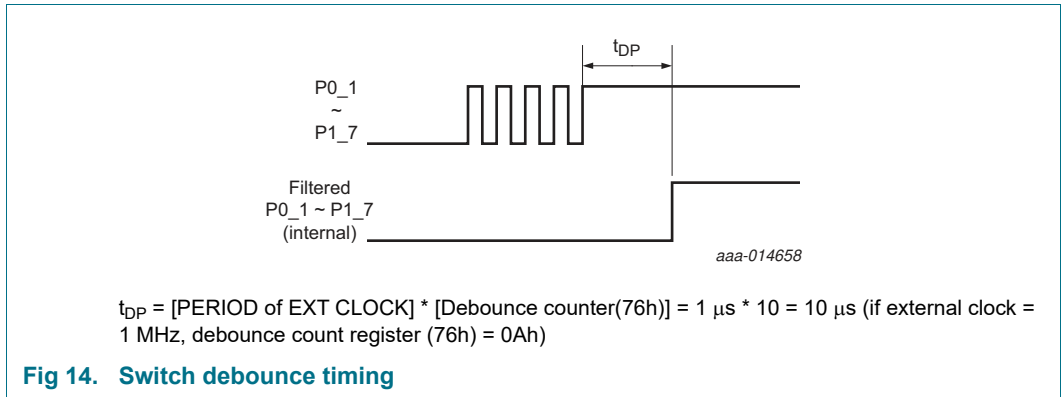 tDP
P0_1
~
P1_7
Filtered
P0_1 ~ P1_7
(internal)
aaa-014658
tDP = [PERIOD of EXT CLOCK] * [Debounce counter(76h)] = 1 μs * 10 = 10 μs (if external clock =
1 MHz, debounce count register (76h) = 0Ah)
Fig 14. Switch debounce timing